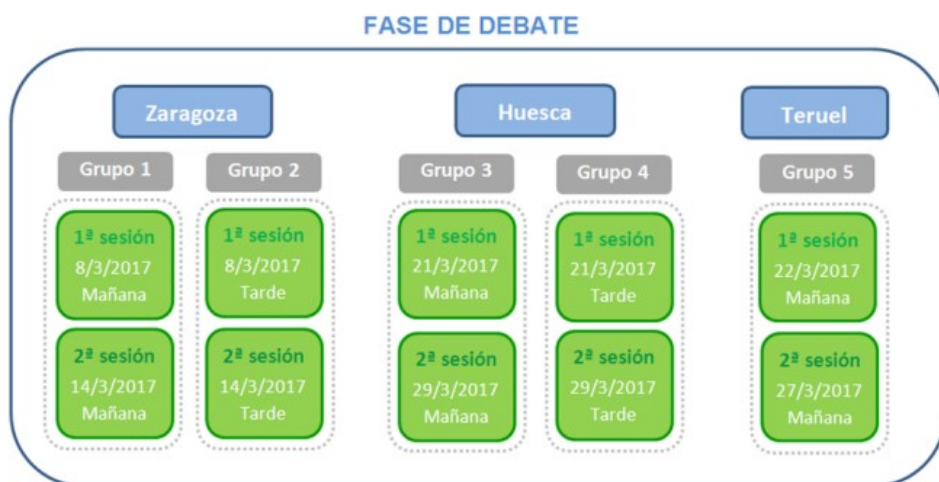 FASE DE DEBATE
Zaragoza
Huesca
Teruel
Grupo 1
Grupo 2
Grupo 3
Grupo 4
Grupo 5
1ª sesión
8/3/2017
Mañana
1ª sesión
8/3/2017
Tarde
1ª sesión
21/3/2017
Mañana
1ª sesión
21/3/2017
Tarde
1ª sesión
22/3/2017
Mañana
2ª sesión
14/3/2017
Mañana
2ª sesión
14/3/2017
Tarde
2ª sesión
29/3/2017
Mañana
2ª sesión
29/3/2017
Tarde
2ª sesión
27/3/2017
Mañana